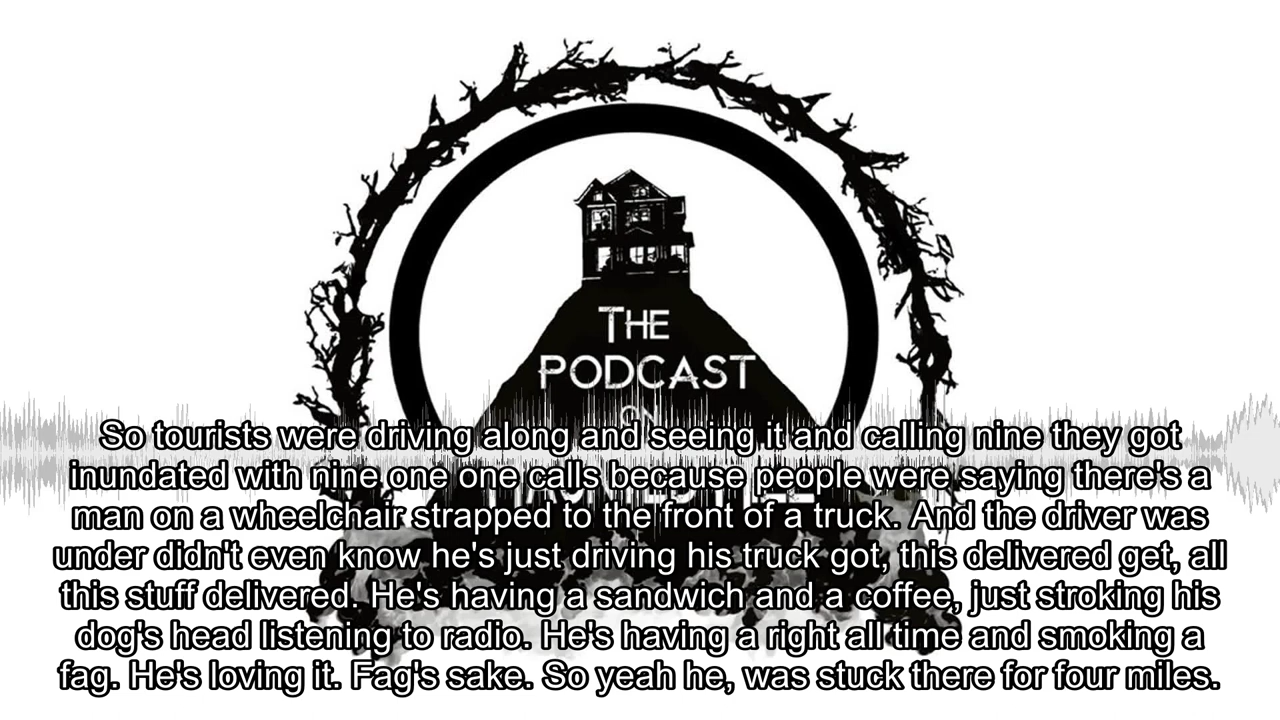 THE
PODCAST
ON
So tourists were driving along and seeing it and calling nine they got
inundated with nine one one calls because people were saying there's a
man on a wheelchair strapped to the front of a truck. And the driver was
under didn't even know he's just driving his truck got, this delivered get, all
this stuff delivered. He's having a sandwich and a coffee, just stroking his
dog's head listening to radio. He's having a right all time and smoking a
fag. He's loving it. Fag's sake. So yeah he, was stuck there for four miles.